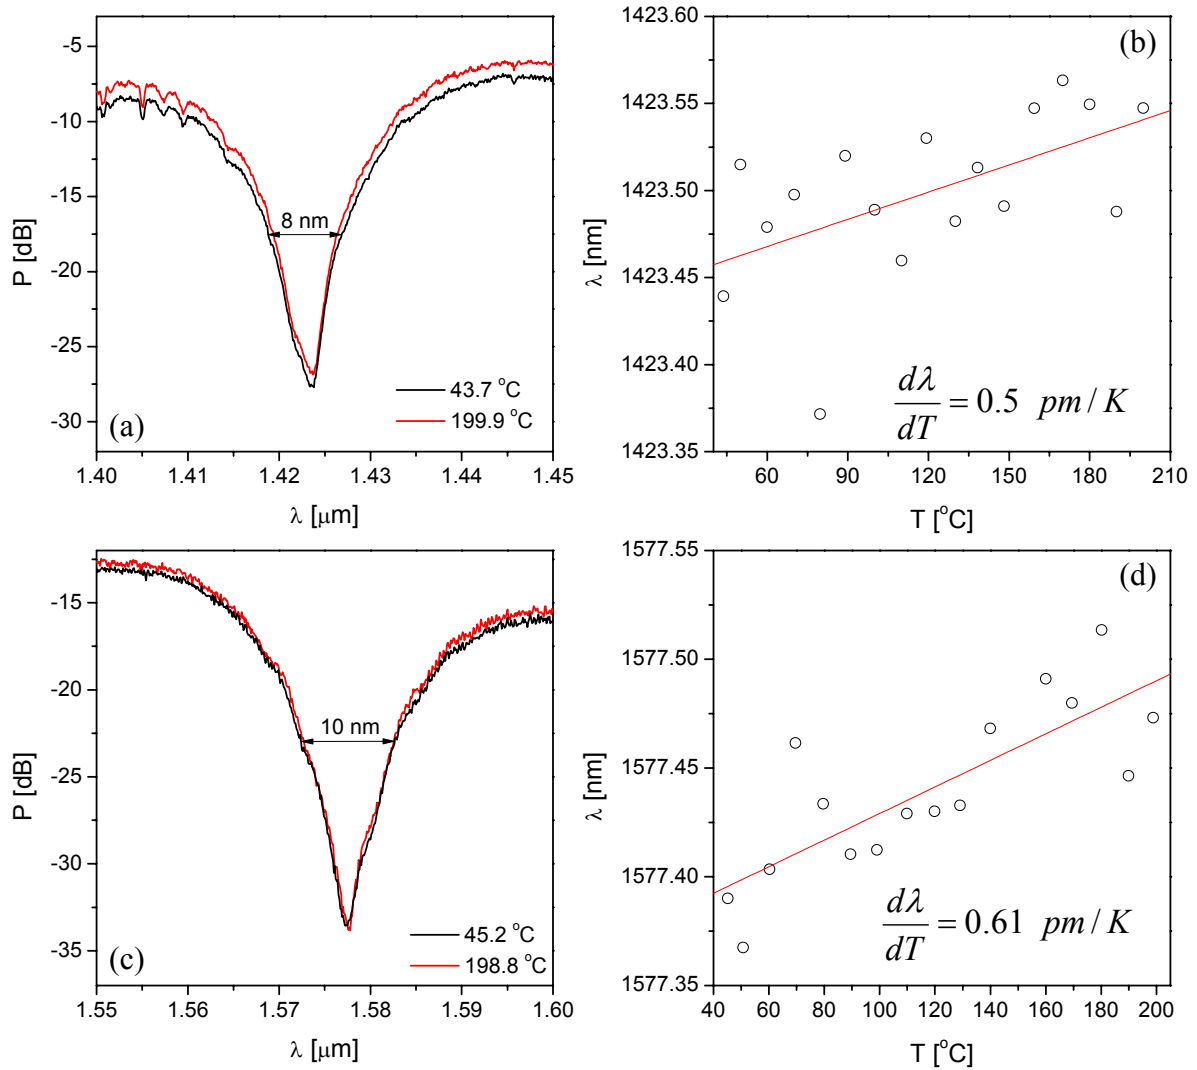 -5
-10
-15
-20
-25
-30
P [dB]
8 nm
43.7 °C
199.9 °C
(a)
1.40 1.41 1.42 1.43 1.44 1.45
λ [μm]
1423.60
1423.55
1423.50
1423.45
1423.40
1423.35
λ [nm]
(b)
dλ/dT = 0.5 pm/K
60 90 120 150 180 210
T [°C]
-15
-20
-25
-30
-35
P [dB]
10 nm
45.2 °C
198.8 °C
(c)
1.55 1.56 1.57 1.58 1.59 1.60
λ [μm]
1577.55
1577.50
1577.45
1577.40
1577.35
λ [nm]
(d)
dλ/dT = 0.61 pm/K
40 60 80 100 120 140 160 180 200
T [°C]